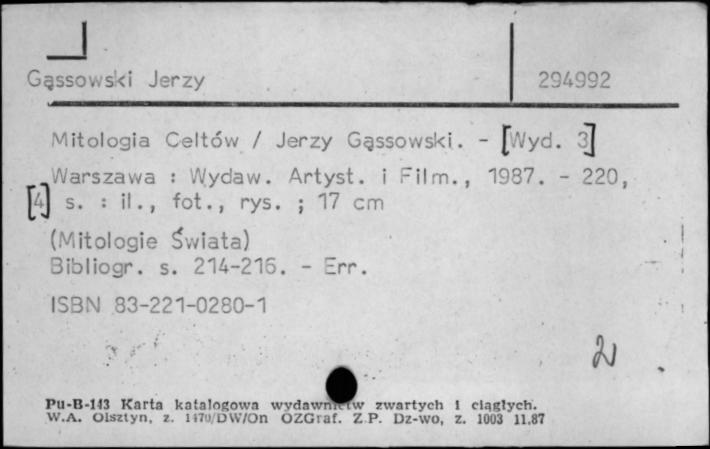 Gąssowski Jerzy 294992
Mitologia Celtów / Jerzy Gąssowski. - [Wyd. 3]
Warszawa : Wydaw. Artyst. i Film., 1987. - 220,
[4] s. : il., fot., rys. ; 17 cm
(Mitologie Świata)
Bibliogr. s. 214-216. - Err.
ISBN 83-221-0280-1
2
Pu-B-143 Karta katalogowa wydawnictw zwartych i ciągłych.
W.A. Olsztyn, z. 1470/DW/On OZGraf. Z.P. Dz-wo, z. 1003 11.87